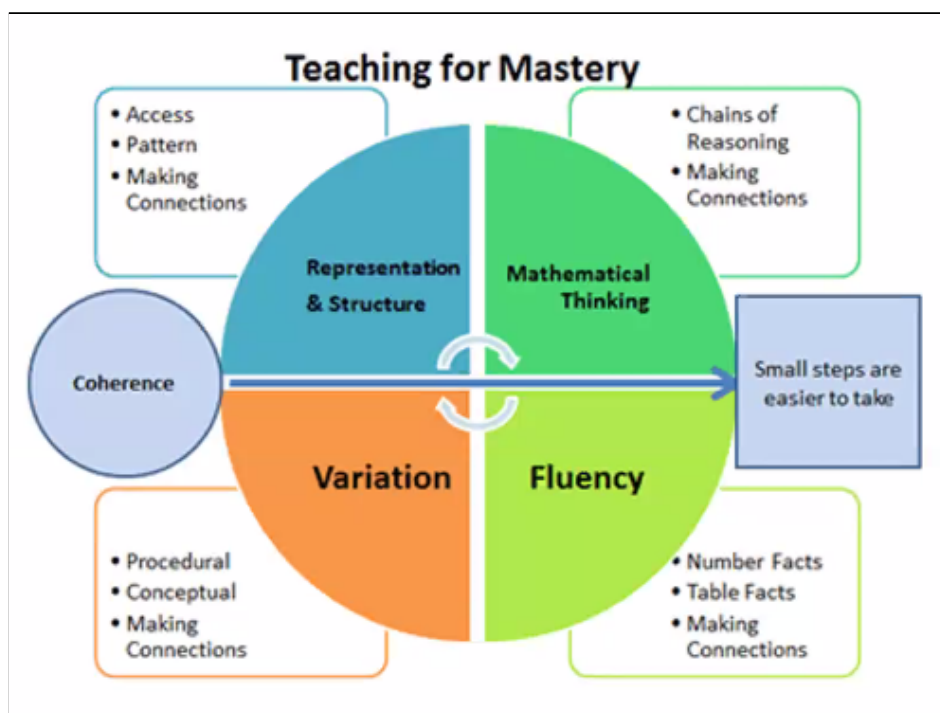 Teaching for Mastery
• Access
• Pattern
• Making
Connections
• Chains of
Reasoning
• Making
Connections
Representation
& Structure
Mathematical
Thinking
Coherence
Small steps are
easier to take
Variation
Fluency
• Procedural
• Conceptual
• Making
Connections
• Number Facts
• Table Facts
• Making
Connections